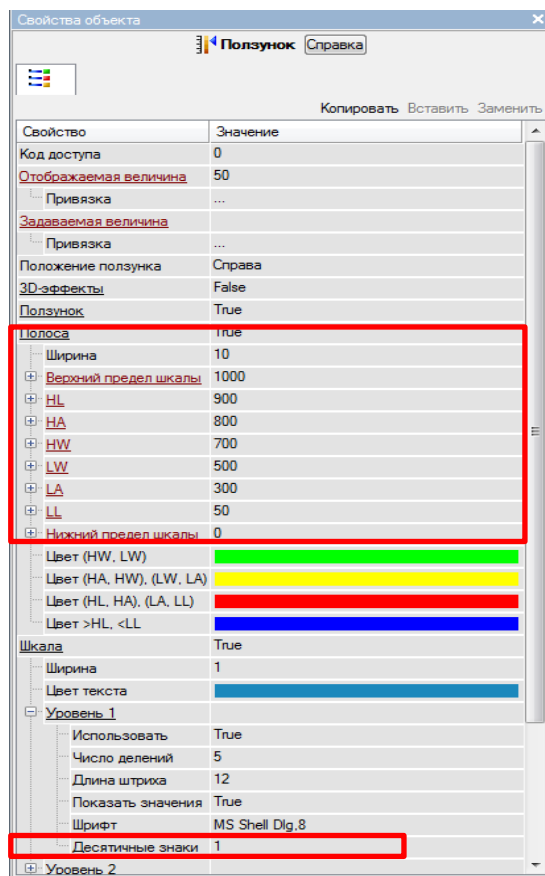 Свойства объекта
Ползунок Справка
Копировать Вставить Заменить
Свойство Значение
Код доступа 0
Отображаемая величина 50
Привязка ...
Задаваемая величина
Привязка ...
Положение ползунка Справа
3D-эффекты False
Ползунок True
Полоса True
Ширина 10
Верхний предел шкалы 1000
HL 900
HA 800
HW 700
LW 500
LA 300
LL 50
Нижний предел шкалы 0
Цвет (HW, LW)
Цвет (HA, HW), (LW, LA)
Цвет (HL, HA), (LA, LL)
Цвет >HL, <LL
Шкала True
Ширина 1
Цвет текста
Уровень 1
Использовать True
Число делений 5
Длина штриха 12
Показать значения True
Шрифт MS Shell Dlg,8
Десятичные знаки 1
Уровень 2